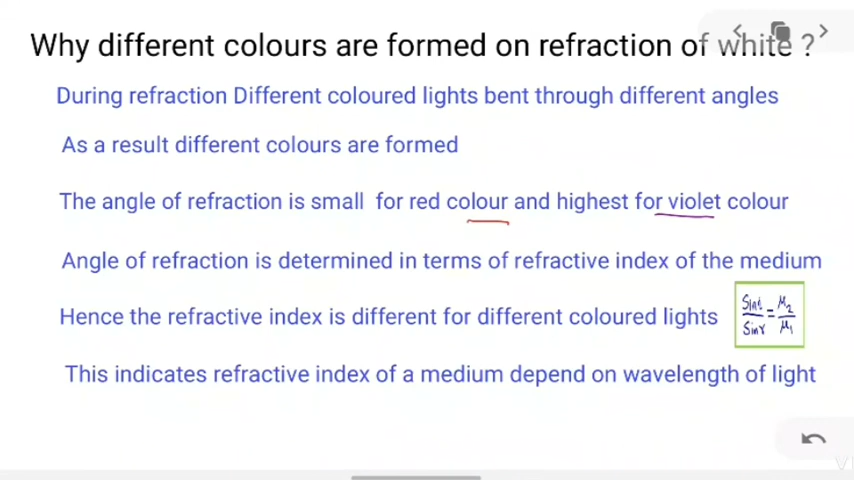 Why different colours are formed on refraction of white ?
During refraction Different coloured lights bent through different angles
As a result different colours are formed
The angle of refraction is small for red colour and highest for violet colour
Angle of refraction is determined in terms of refractive index of the medium
Hence the refractive index is different for different coloured lights
Sini/Sinr = μ₂/μ₁
This indicates refractive index of a medium depend on wavelength of light